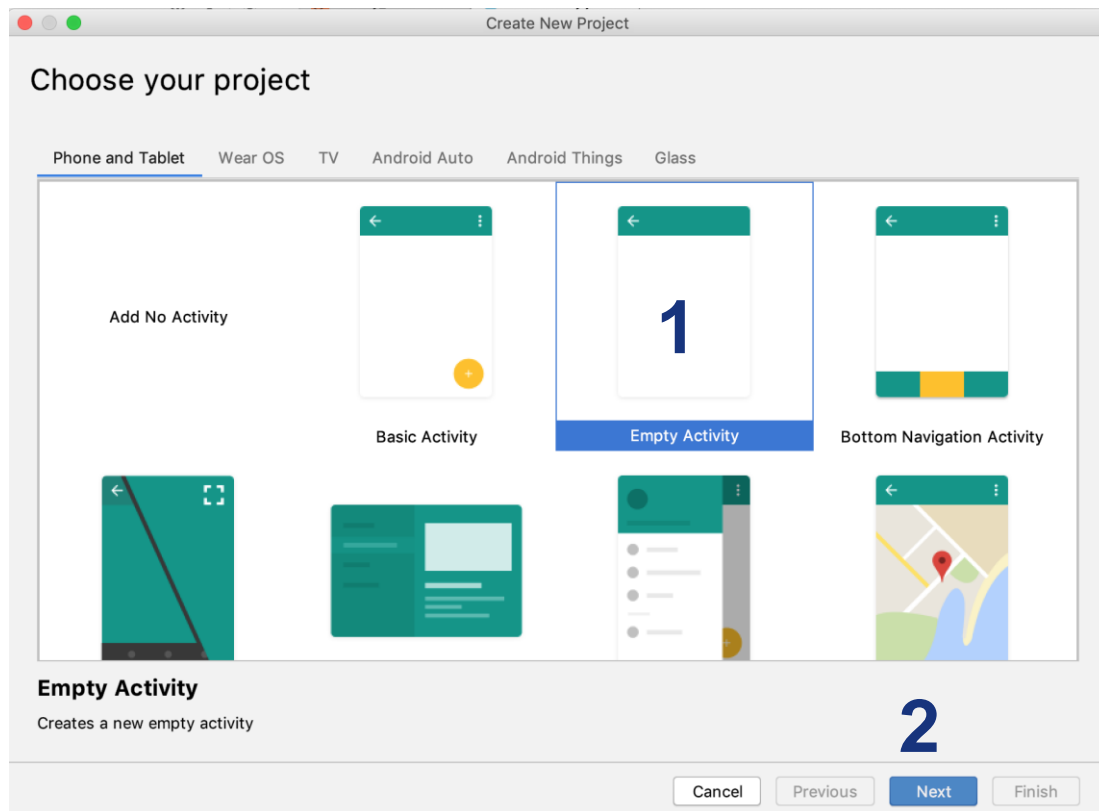 Create New Project
Choose your project
Phone and Tablet Wear OS TV Android Auto Android Things Glass
1
Add No Activity
Basic Activity Empty Activity Bottom Navigation Activity
Empty Activity
Creates a new empty activity
2
Cancel Previous Next Finish